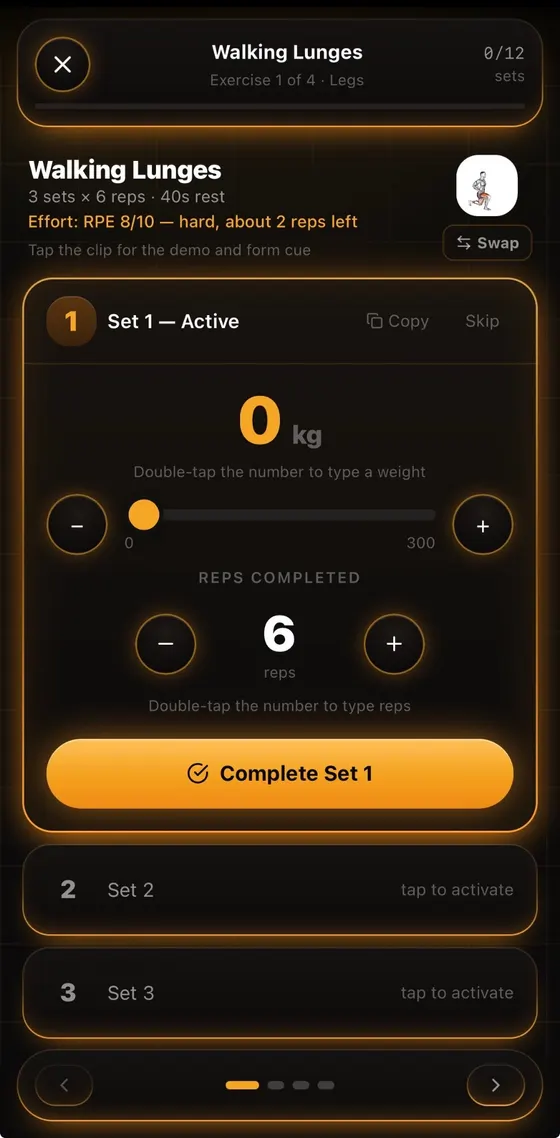 Walking Lunges
0/12
Exercise 1 of 4 · Legs
sets
Walking Lunges
3 sets × 6 reps · 40s rest
Effort: RPE 8/10 — hard, about 2 reps left
Tap the clip for the demo and form cue
Swap
1
Set 1 — Active
Copy
Skip
0 kg
Double-tap the number to type a weight
−
+
0
300
REPS COMPLETED
−
6
+
reps
Double-tap the number to type reps
Complete Set 1
2
Set 2
tap to activate
3
Set 3
tap to activate